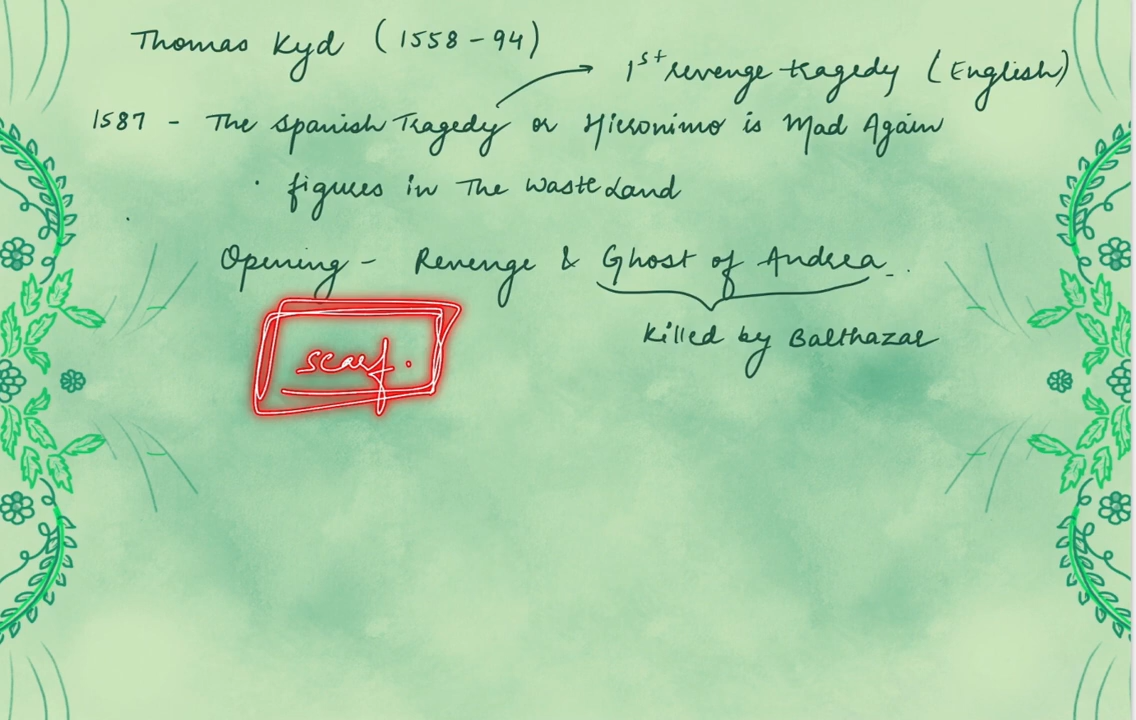 Thomas Kyd (1558-94)
1st revenge tragedy (English)
1587 - The Spanish Tragedy or Hieronimo is Mad Again
• figures in The Waste Land
Opening - Revenge & Ghost of Andrea
killed by Balthazar
scarf.